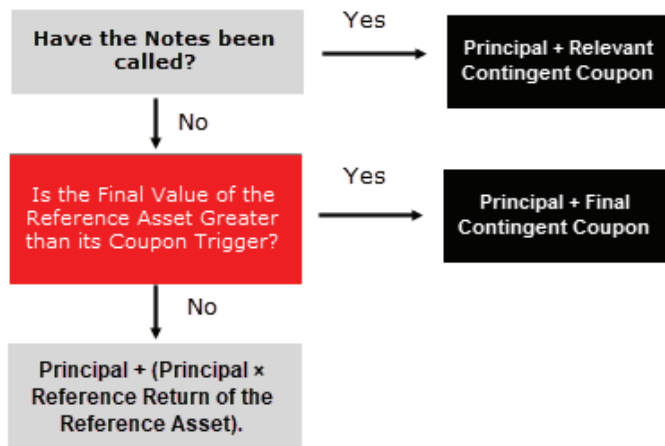 Have the Notes been
called?
Yes
Principal + Relevant
Contingent Coupon
No
Is the Final Value of the
Reference Asset Greater
than its Coupon Trigger?
Yes
Principal + Final
Contingent Coupon
No
Principal + (Principal ×
Reference Return of the
Reference Asset).